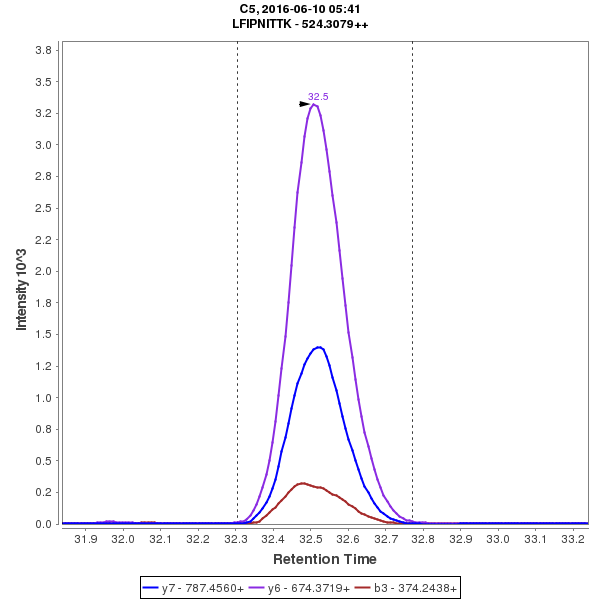 C5, 2016-06-10 05:41
LFIPNITTK - 524.3079++
32.5
Intensity 10^3
3.8
3.5
3.2
3.0
2.8
2.5
2.2
2.0
1.8
1.5
1.2
1.0
0.8
0.5
0.2
0.0
31.9 32.0 32.1 32.2 32.3 32.4 32.5 32.6 32.7 32.8 32.9 33.0 33.1 33.2
Retention Time
y7 - 787.4560+ y6 - 674.3719+ b3 - 374.2438+